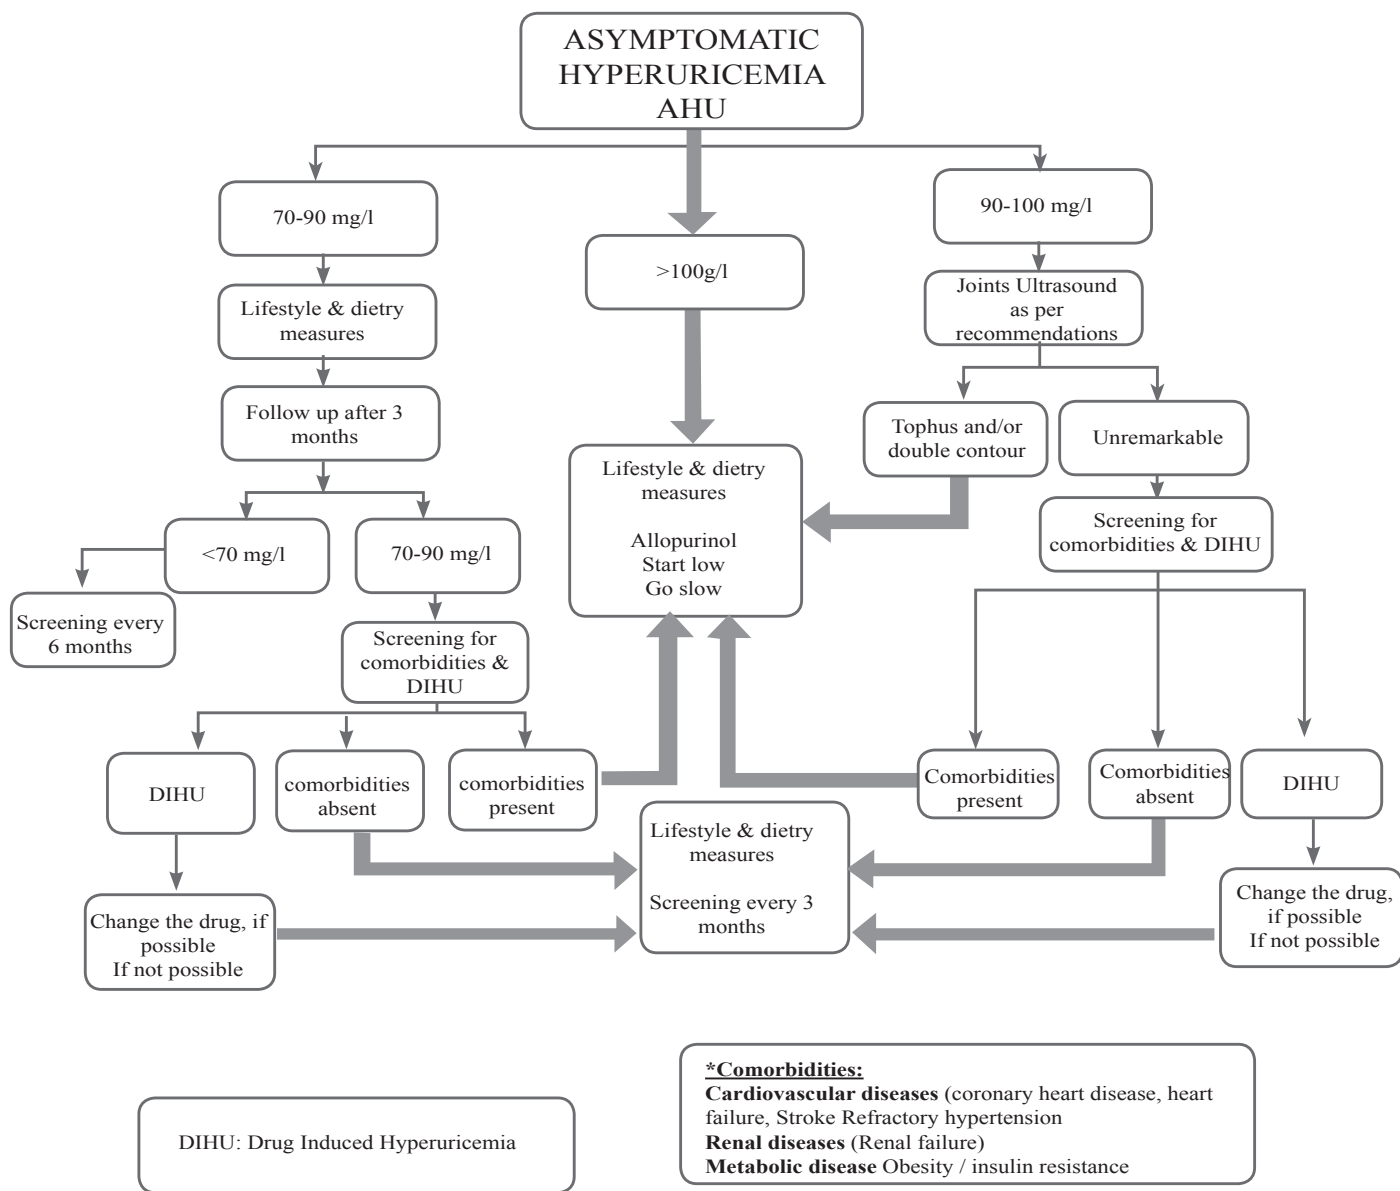 ASYMPTOMATIC
HYPERURICEMIA
AHU
70-90 mg/l
>100g/l
90-100 mg/l
Lifestyle & dietry
measures
Joints Ultrasound
as per
recommendations
Follow up after 3
months
Tophus and/or
double contour
Unremarkable
Lifestyle & dietry
measures
Allopurinol
Start low
Go slow
<70 mg/l
70-90 mg/l
Screening for
comorbidities & DIHU
Screening every
6 months
Screening for
comorbidities &
DIHU
DIHU
comorbidities
absent
comorbidities
present
Comorbidities
present
Comorbidities
absent
DIHU
Lifestyle & dietry
measures
Screening every 3
months
Change the drug, if
possible
If not possible
Change the drug,
if possible
If not possible
DIHU: Drug Induced Hyperuricemia
*Comorbidities:
Cardiovascular diseases (coronary heart disease, heart
failure, Stroke Refractory hypertension
Renal diseases (Renal failure)
Metabolic disease Obesity / insulin resistance